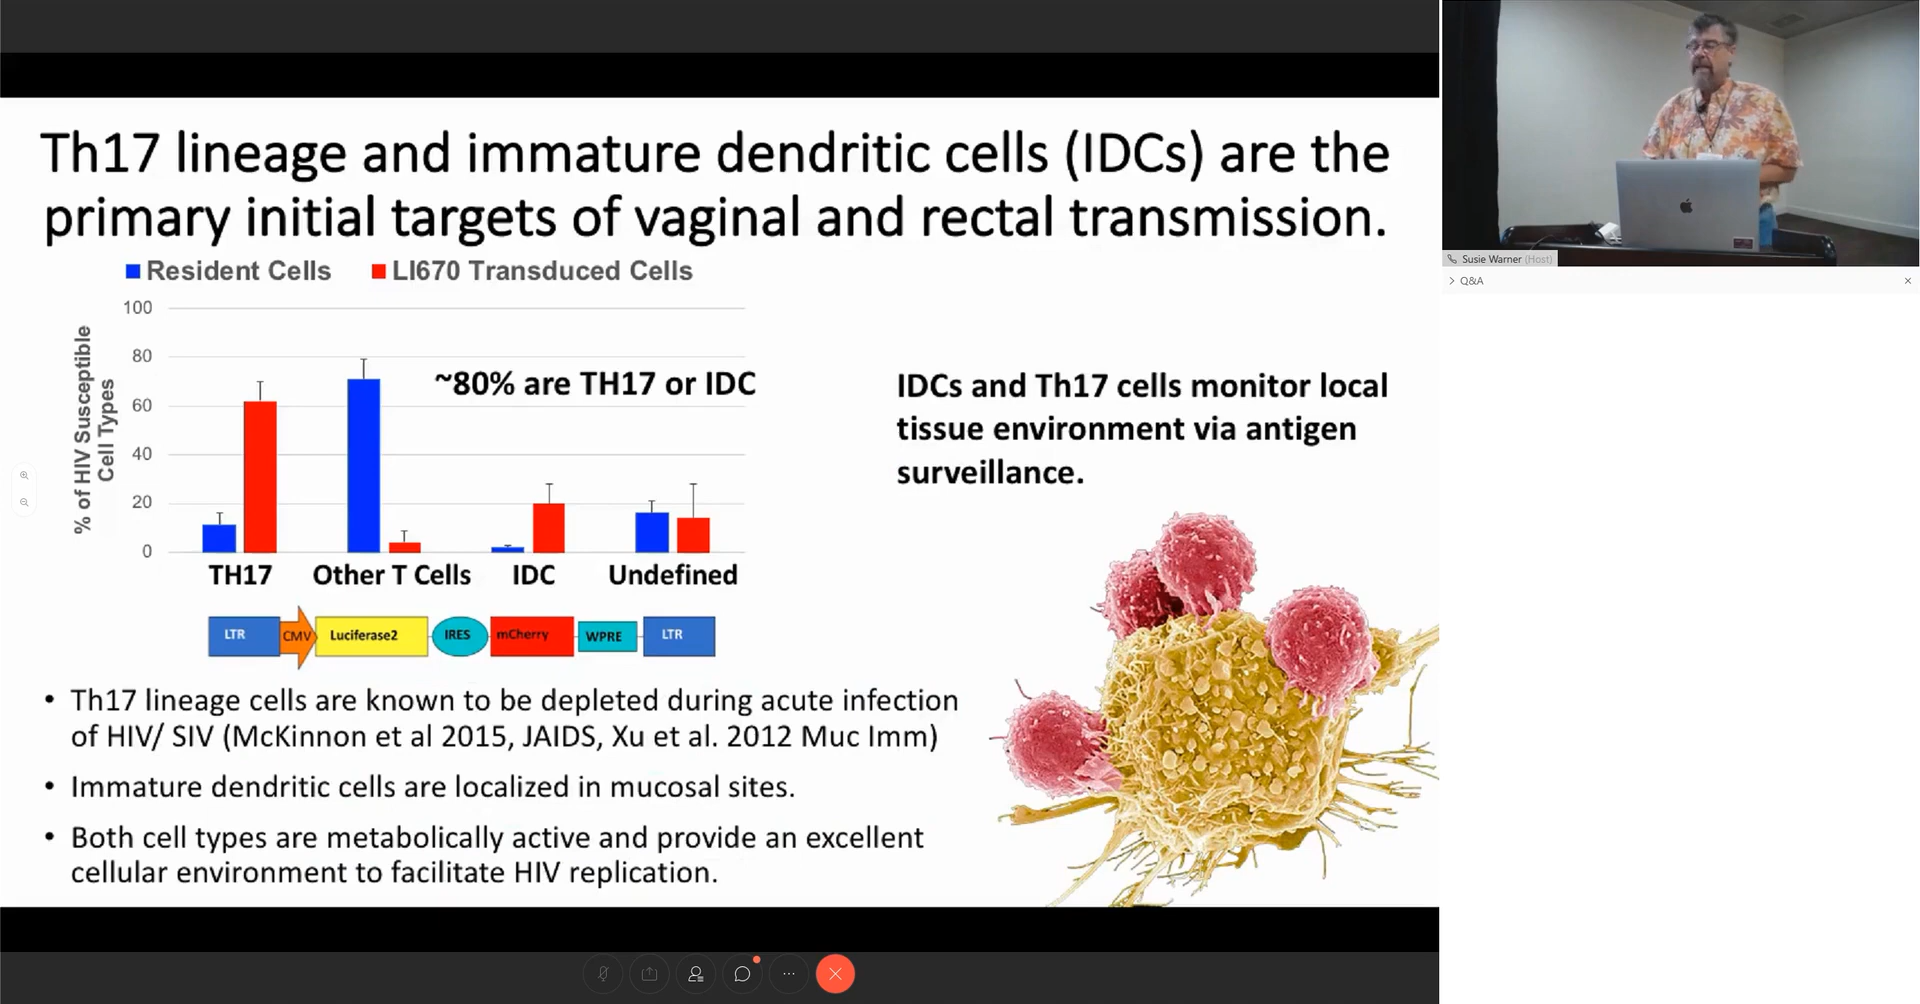 Th17 lineage and immature dendritic cells (IDCs) are the
primary initial targets of vaginal and rectal transmission.
Resident Cells
LI670 Transduced Cells
% of HIV Susceptible
Cell Types
100
80
60
40
20
0
~80% are TH17 or IDC
TH17
Other T Cells
IDC
Undefined
LTR
CMV
Luciferase2
IRES
mCherry
WPRE
LTR
• Th17 lineage cells are known to be depleted during acute infection
of HIV/ SIV (McKinnon et al 2015, JAIDS, Xu et al. 2012 Muc Imm)
• Immature dendritic cells are localized in mucosal sites.
• Both cell types are metabolically active and provide an excellent
cellular environment to facilitate HIV replication.
IDCs and Th17 cells monitor local
tissue environment via antigen
surveillance.
Susie Warner (Host)
Q&A